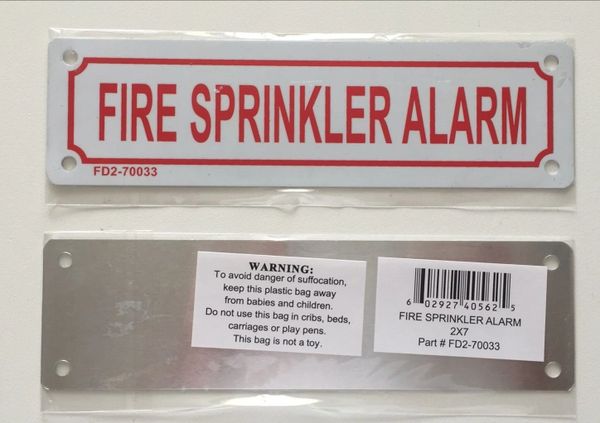 FIRE SPRINKLER ALARM
FD2-70033
WARNING:
To avoid danger of suffocation,
keep this plastic bag away
from babies and children.
Do not use this bag in cribs, beds,
carriages or play pens.
This bag is not a toy.
6 02927 40562 5
FIRE SPRINKLER ALARM
2X7
Part # FD2-70033